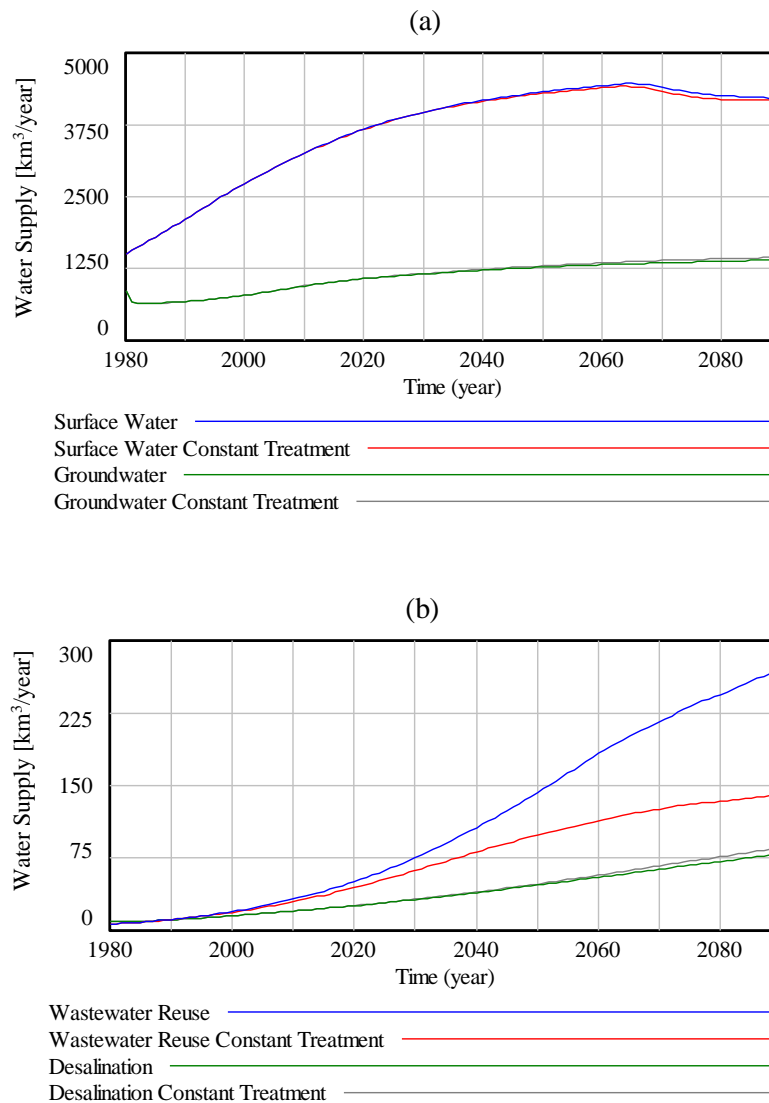 (a)
5000
3750
2500
1250
0
Water Supply [km³/year]
1980 2000 2020 2040 2060 2080
Time (year)
Surface Water
Surface Water Constant Treatment
Groundwater
Groundwater Constant Treatment
(b)
300
225
150
75
0
Water Supply [km³/year]
1980 2000 2020 2040 2060 2080
Time (year)
Wastewater Reuse
Wastewater Reuse Constant Treatment
Desalination
Desalination Constant Treatment